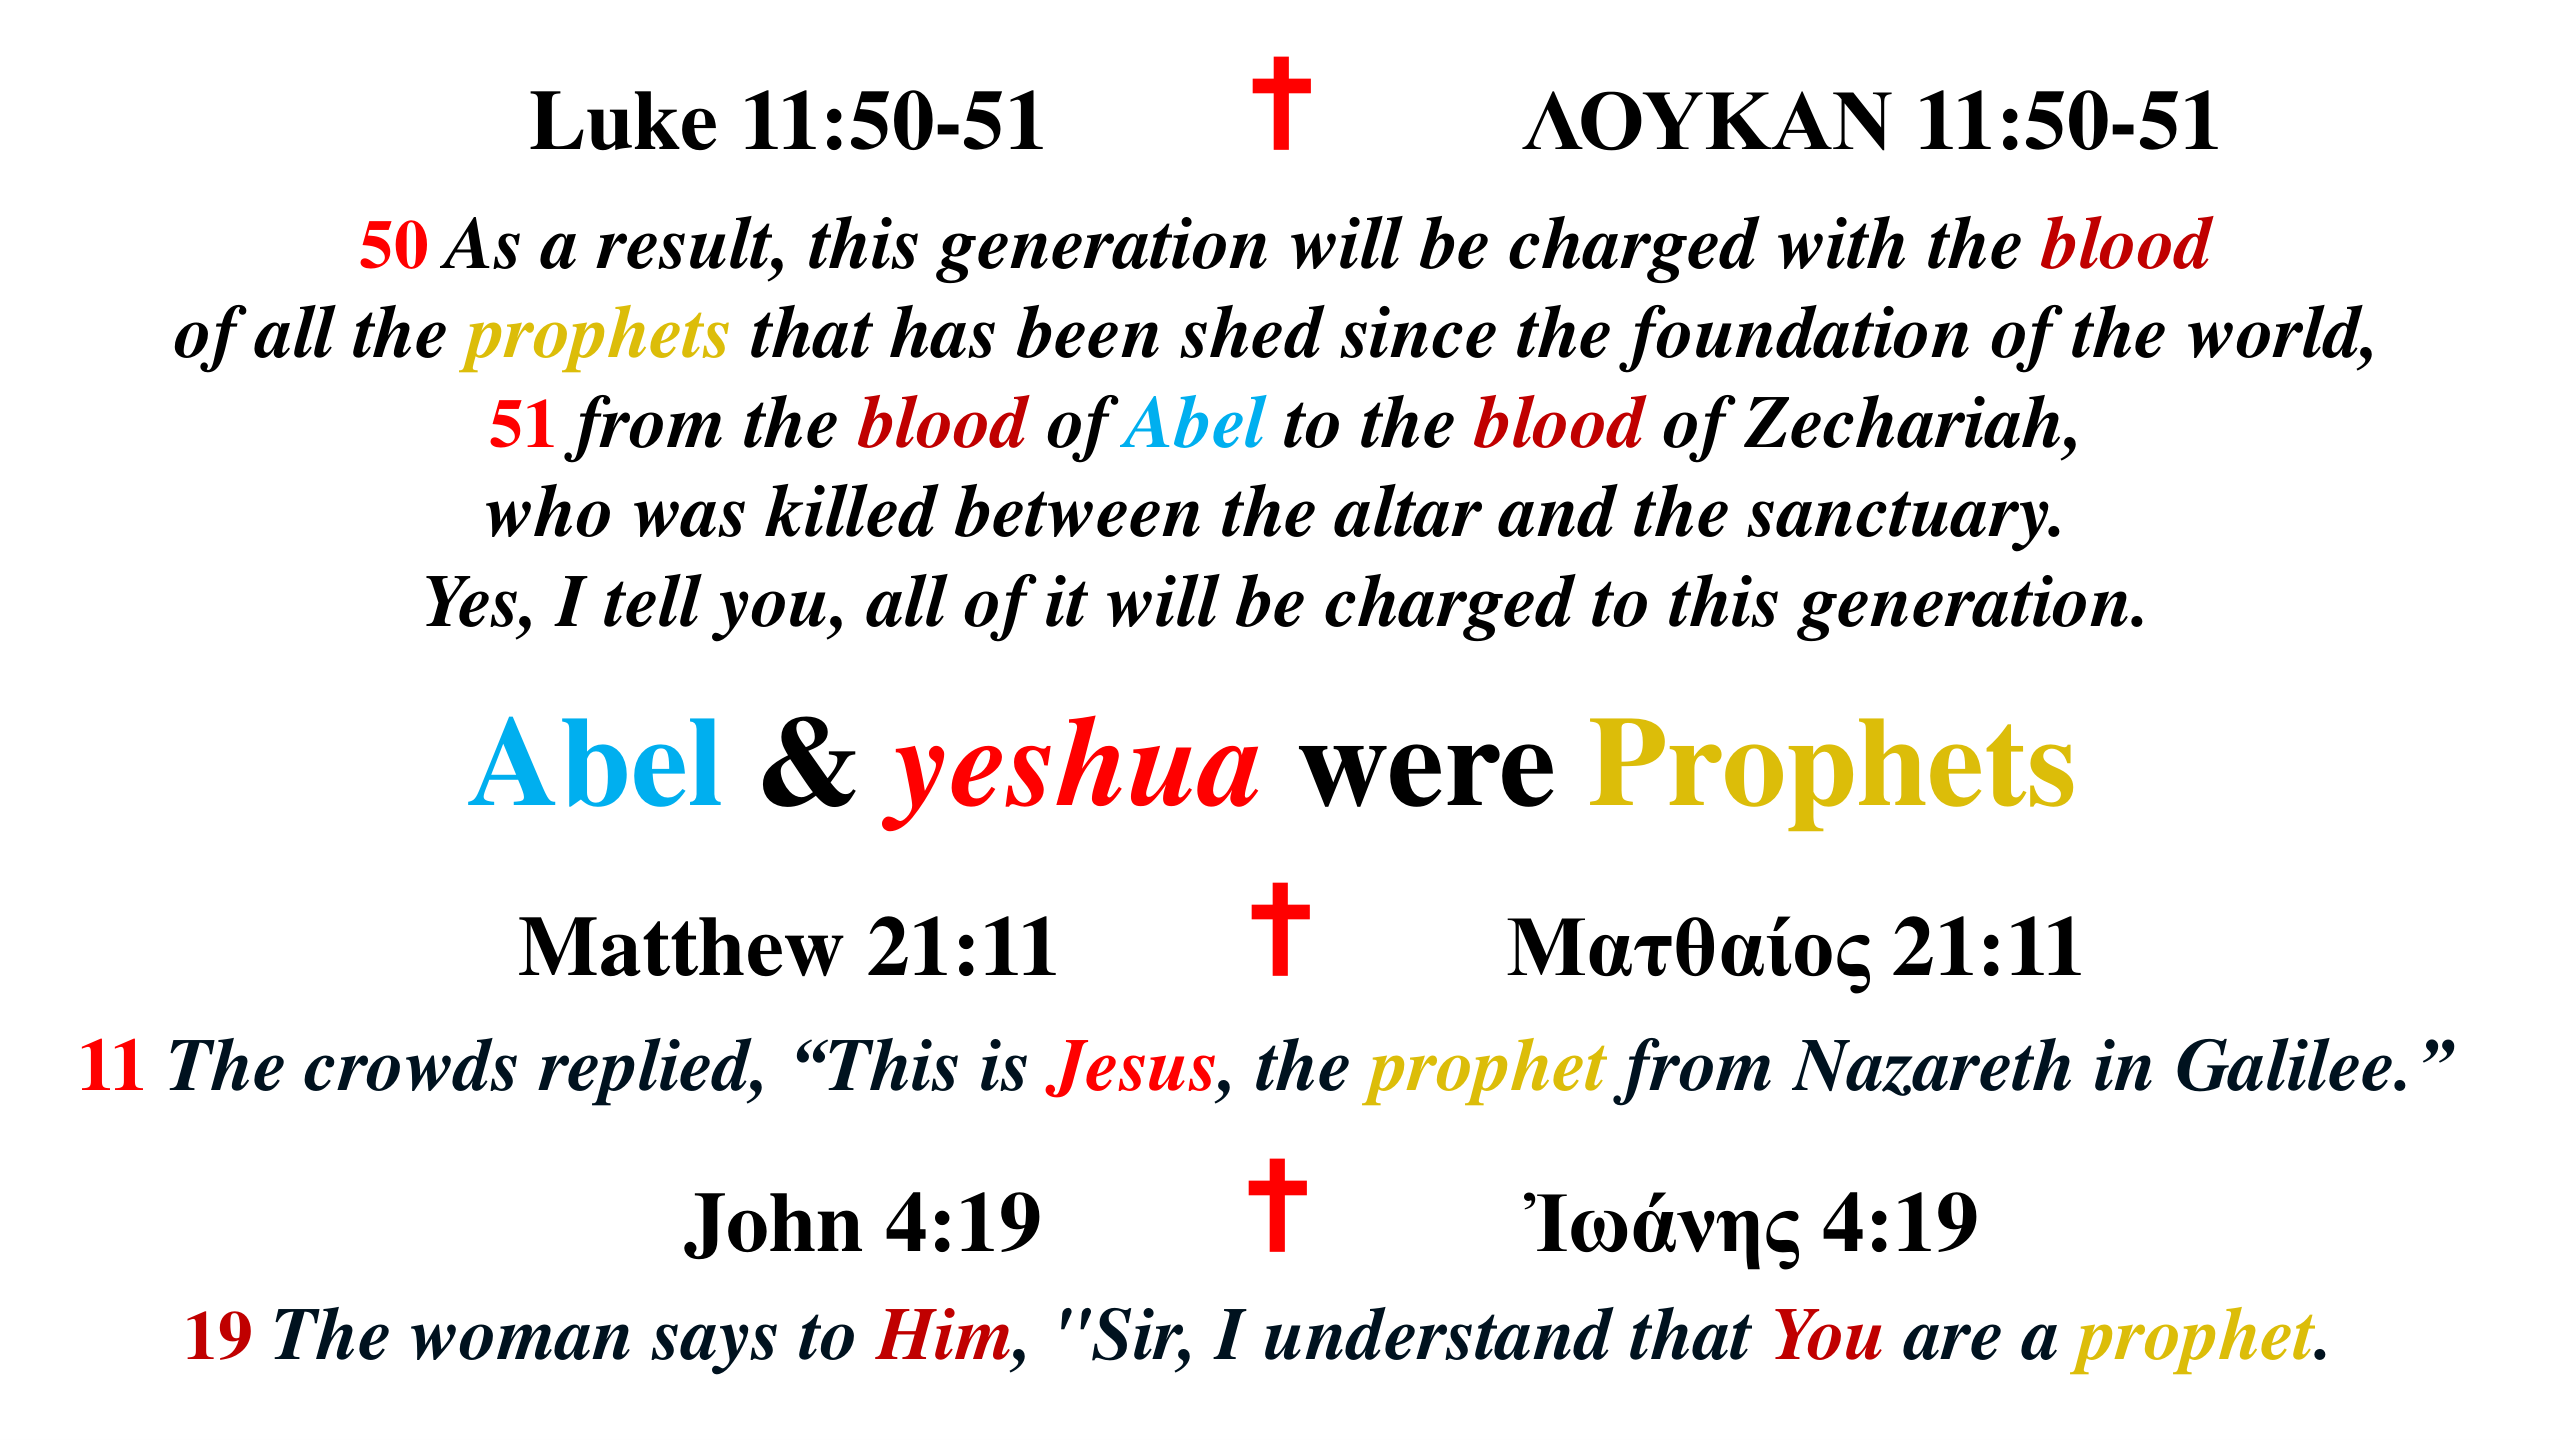 Luke 11:50-51 ✝ ΛΟΥΚΑΝ 11:50-51
50 As a result, this generation will be charged with the blood
of all the prophets that has been shed since the foundation of the world,
51 from the blood of Abel to the blood of Zechariah,
who was killed between the altar and the sanctuary.
Yes, I tell you, all of it will be charged to this generation.
Abel & yeshua were Prophets
Matthew 21:11 ✝ Ματθαίος 21:11
11 The crowds replied, “This is Jesus, the prophet from Nazareth in Galilee.”
John 4:19 ✝ Ἰωάνης 4:19
19 The woman says to Him, "Sir, I understand that You are a prophet.